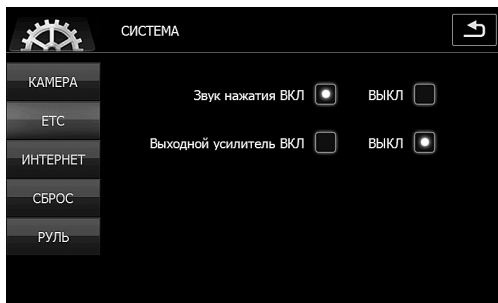 СИСТЕМА
КАМЕРА
ETC
ИНТЕРНЕТ
СБРОС
РУЛЬ
Звук нажатия ВКЛ ВЫКЛ
Выходной усилитель ВКЛ ВЫКЛ